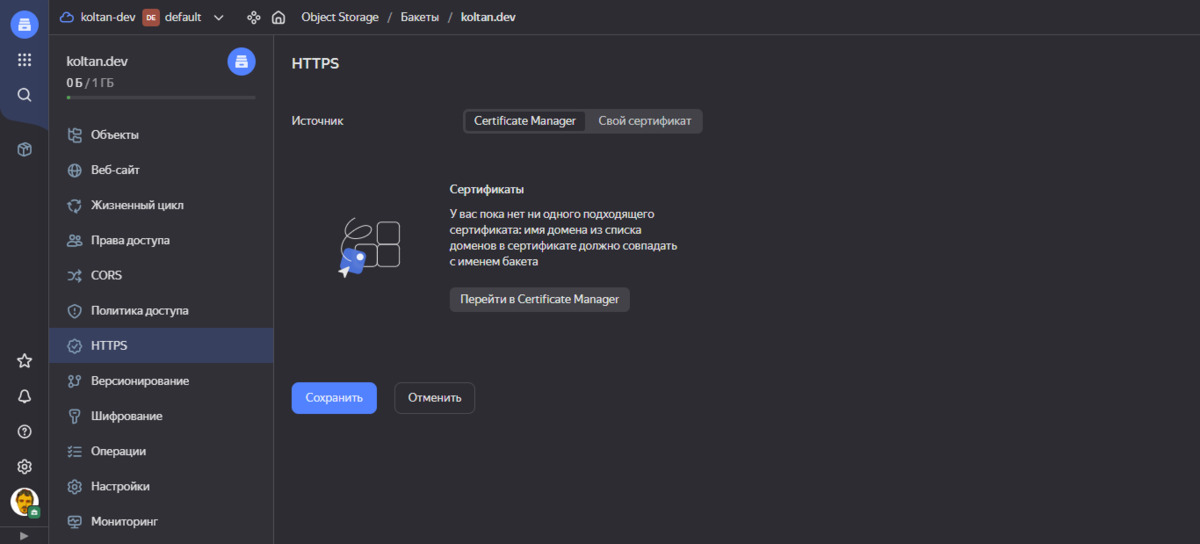 koltan-dev DE default Object Storage / Бакеты / koltan.dev
koltan.dev
0 Б / 1 ГБ
Объекты
Веб-сайт
Жизненный цикл
Права доступа
CORS
Политика доступа
HTTPS
Версионирование
Шифрование
Операции
Настройки
Мониторинг
HTTPS
Источник
Certificate Manager Свой сертификат
Сертификаты
У вас пока нет ни одного подходящего
сертификата: имя домена из списка
доменов в сертификате должно совпадать
с именем бакета
Перейти в Certificate Manager
Сохранить Отменить